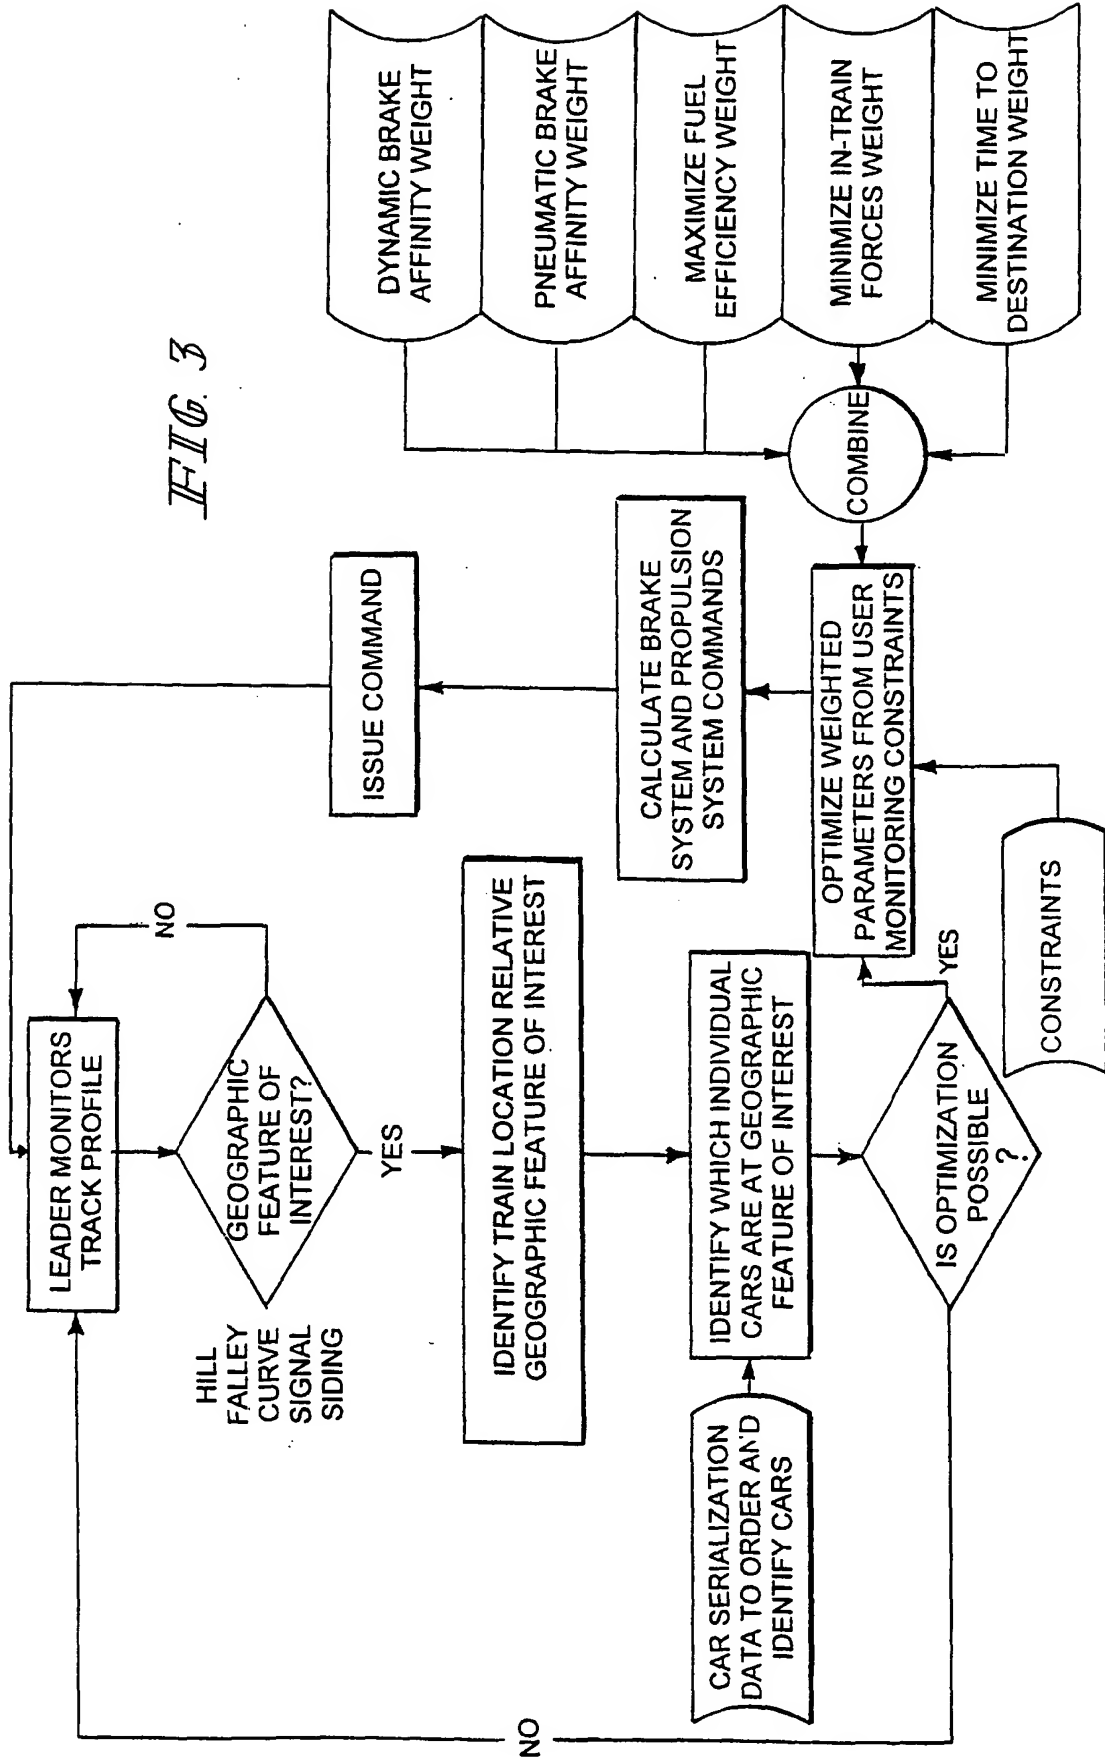 FIG. 3
LEADER MONITORS
TRACK PROFILE
NO
GEOGRAPHIC
FEATURE OF
INTEREST?
HILL
FALLEY
CURVE
SIGNAL
SIDING
YES
IDENTIFY TRAIN LOCATION RELATIVE
GEOGRAPHIC FEATURE OF INTEREST
CAR SERIALIZATION
DATA TO ORDER AND
IDENTIFY CARS
IDENTIFY WHICH INDIVIDUAL
CARS ARE AT GEOGRAPHIC
FEATURE OF INTEREST
IS OPTIMIZATION
POSSIBLE
?
NO
YES
CONSTRAINTS
OPTIMIZE WEIGHTED
PARAMETERS FROM USER
MONITORING CONSTRAINTS
CALCULATE BRAKE
SYSTEM AND PROPULSION
SYSTEM COMMANDS
ISSUE COMMAND
COMBINE
DYNAMIC BRAKE
AFFINITY WEIGHT
PNEUMATIC BRAKE
AFFINITY WEIGHT
MAXIMIZE FUEL
EFFICIENCY WEIGHT
MINIMIZE IN-TRAIN
FORCES WEIGHT
MINIMIZE TIME TO
DESTINATION WEIGHT